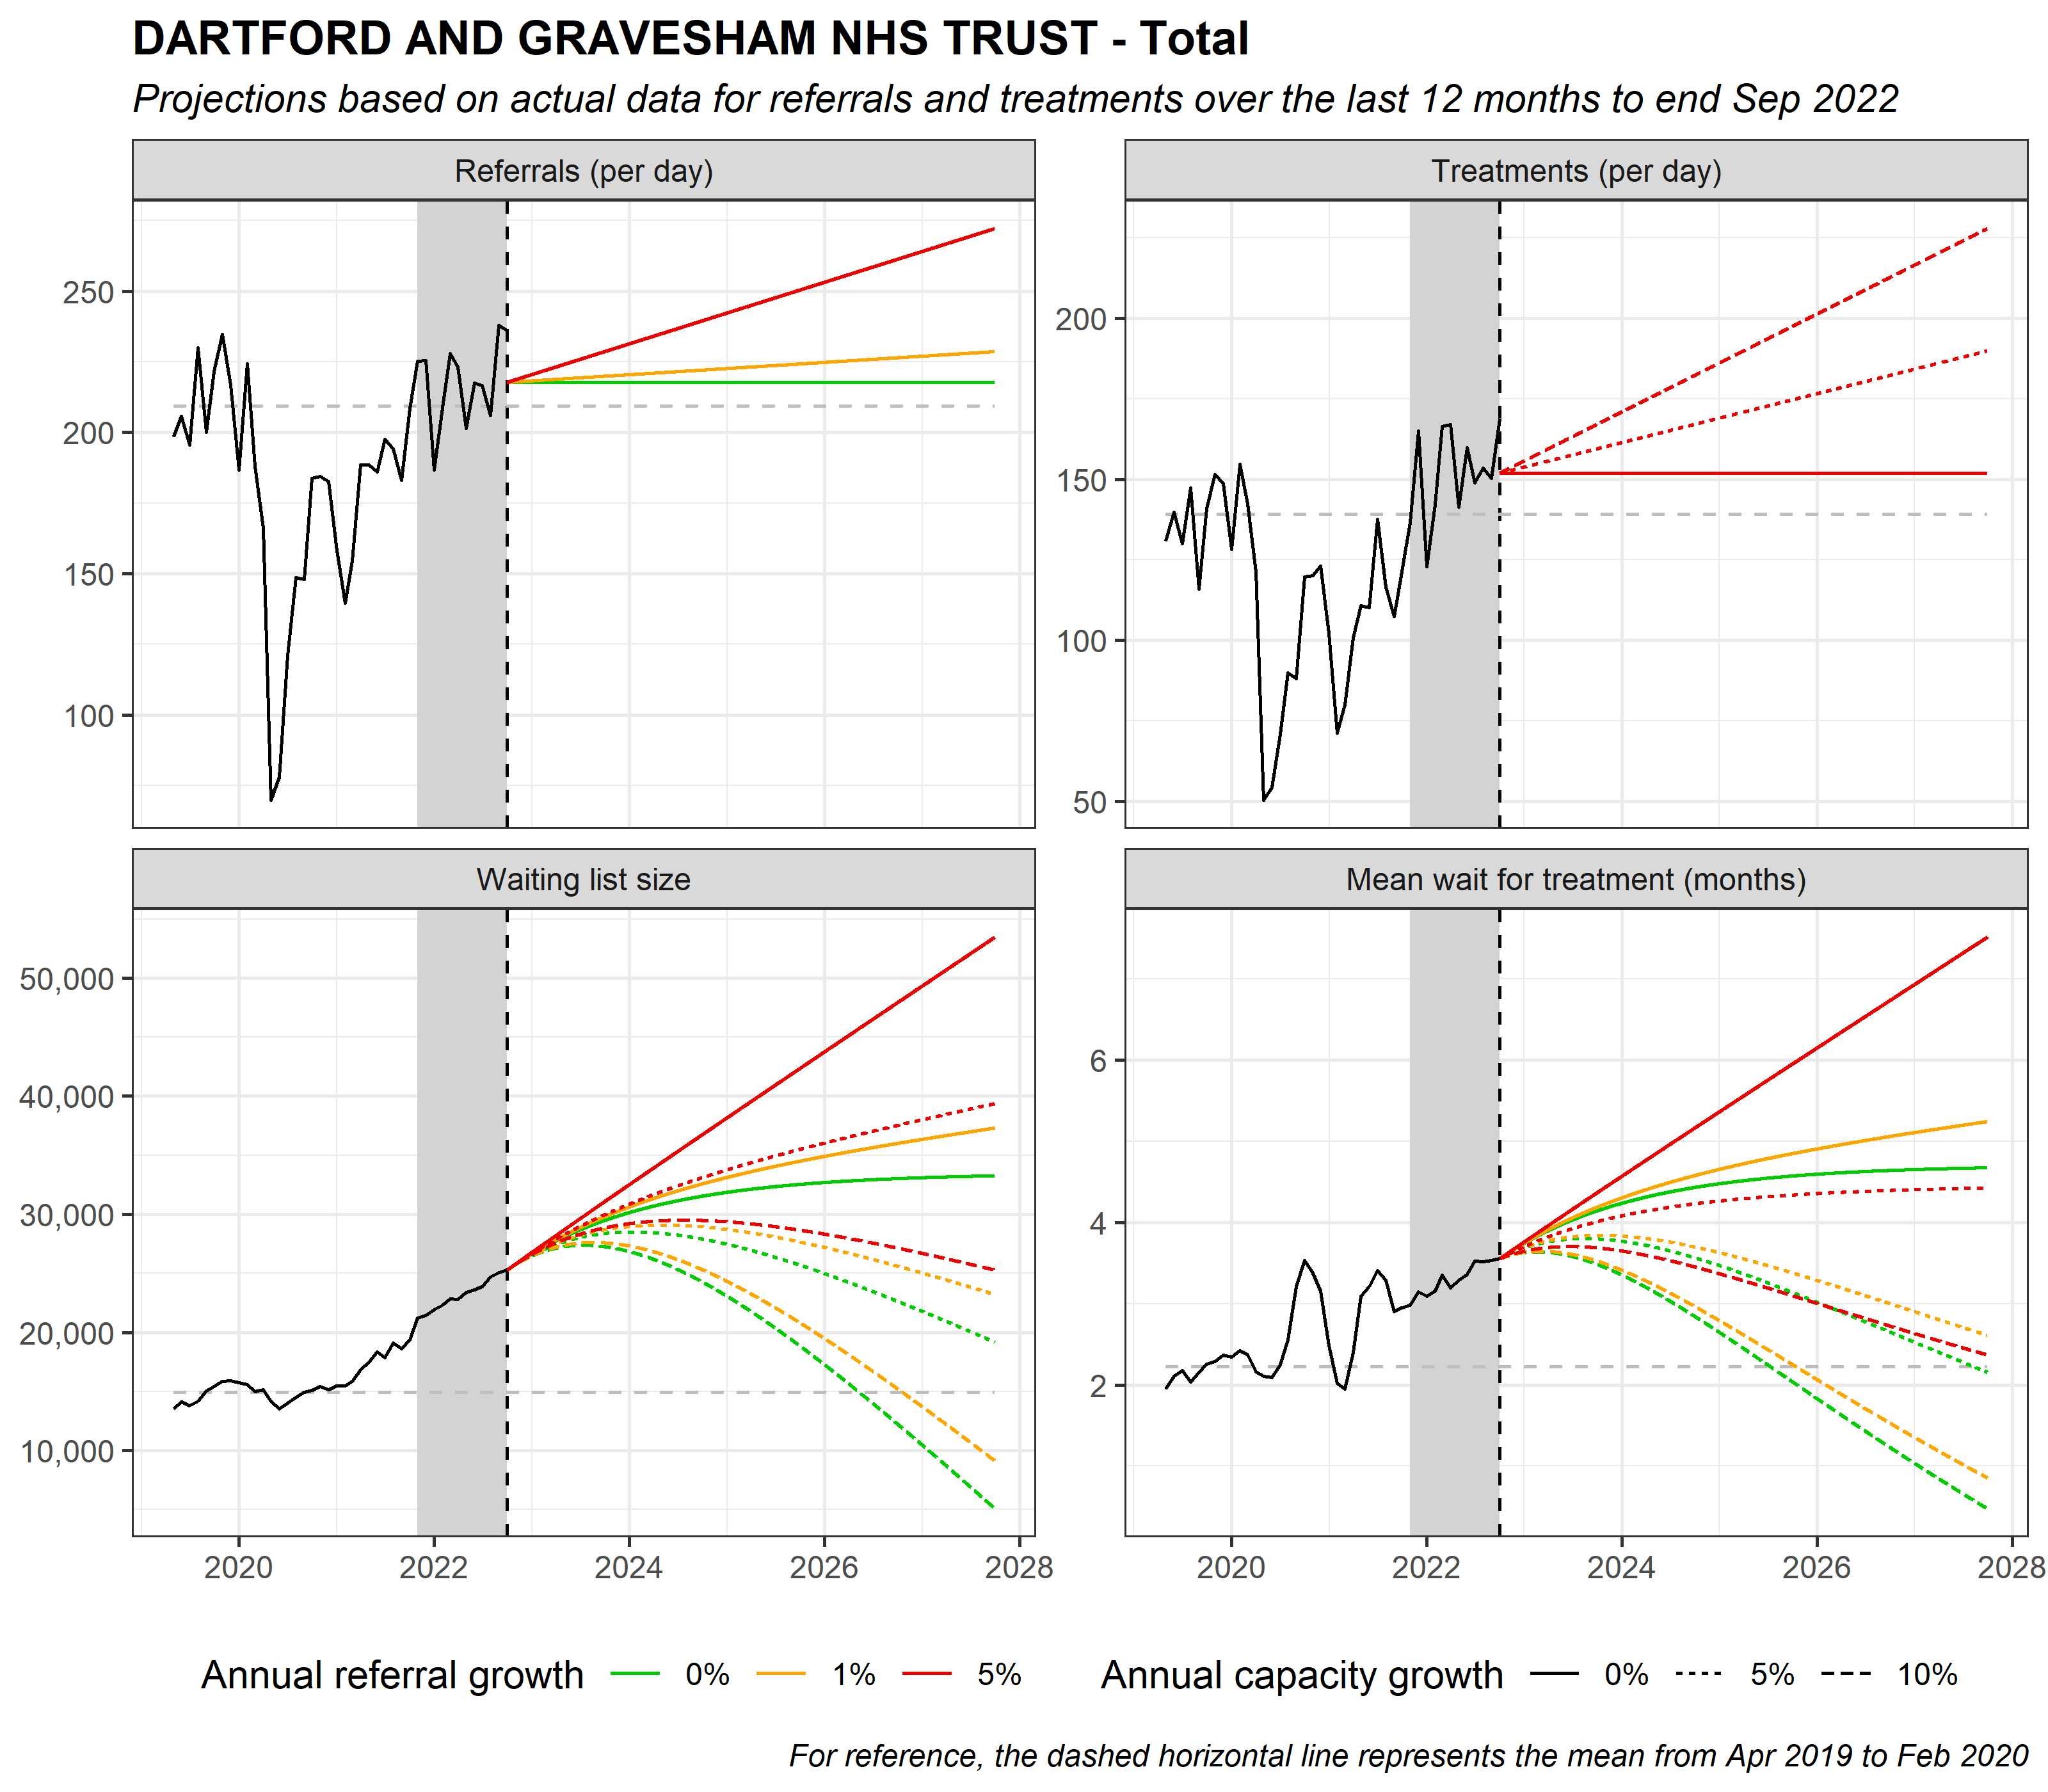 DARTFORD AND GRAVESHAM NHS TRUST - Total
Projections based on actual data for referrals and treatments over the last 12 months to end Sep 2022
Referrals (per day)
250
200
150
100
Treatments (per day)
200
150
100
50
Waiting list size
50,000
40,000
30,000
20,000
10,000
2020 2022 2024 2026 2028
Mean wait for treatment (months)
6
4
2
2020 2022 2024 2026 2028
Annual referral growth 0% 1% 5%
Annual capacity growth 0% 5% 10%
For reference, the dashed horizontal line represents the mean from Apr 2019 to Feb 2020